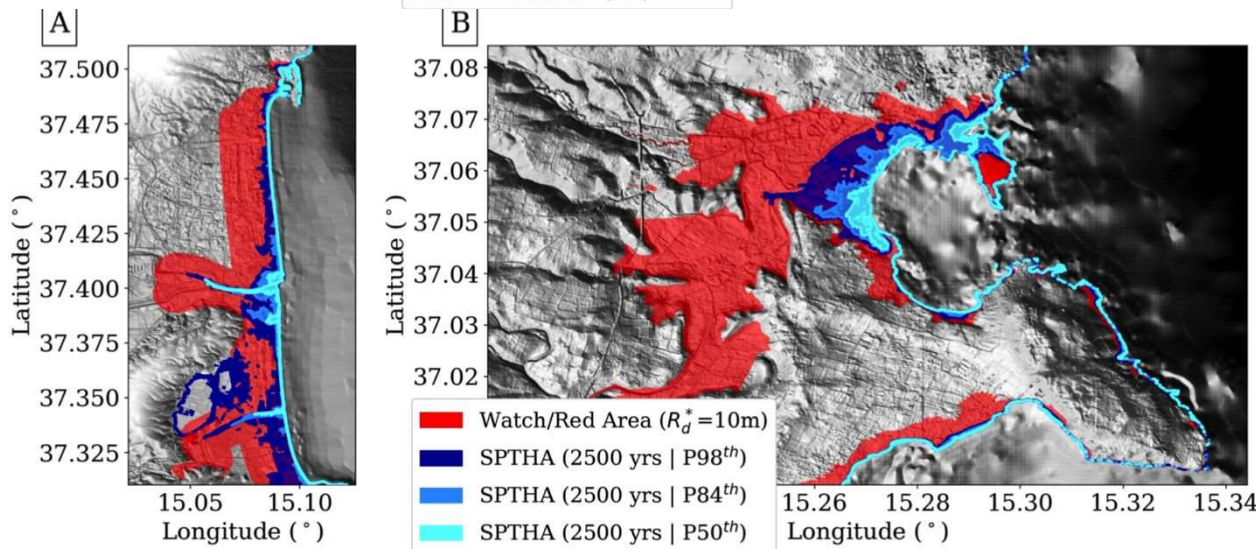 A
B
37.500
37.475
37.450
37.425
37.400
37.375
37.350
37.325
Latitude (°)
15.05
15.10
Longitude (°)
37.08
37.07
37.06
37.05
37.04
37.03
37.02
Latitude (°)
Watch/Red Area (R*d=10m)
SPTHA (2500 yrs | P98th)
SPTHA (2500 yrs | P84th)
SPTHA (2500 yrs | P50th)
15.26
15.28
15.30
15.32
15.34
Longitude (°)